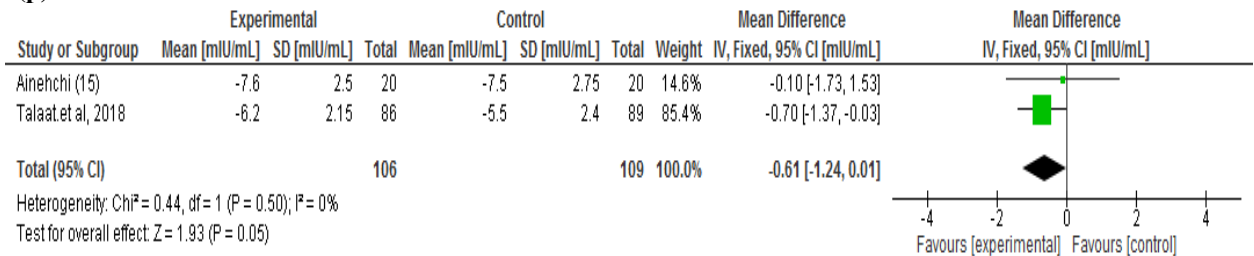 Experimental Control Mean Difference Mean Difference
Study or Subgroup Mean [mIU/mL] SD [mIU/mL] Total Mean [mIU/mL] SD [mIU/mL] Total Weight IV, Fixed, 95% CI [mIU/mL] IV, Fixed, 95% CI [mIU/mL]
Ainehchi (15) -7.6 2.5 20 -7.5 2.75 20 14.6% -0.10 [-1.73, 1.53]
Talaat.et al, 2018 -6.2 2.15 86 -5.5 2.4 89 85.4% -0.70 [-1.37, -0.03]
Total (95% CI) 106 109 100.0% -0.61 [-1.24, 0.01]
Heterogeneity: Chi² = 0.44, df = 1 (P = 0.50); I² = 0%
Test for overall effect: Z = 1.93 (P = 0.05)
-4 -2 0 2 4
Favours [experimental] Favours [control]